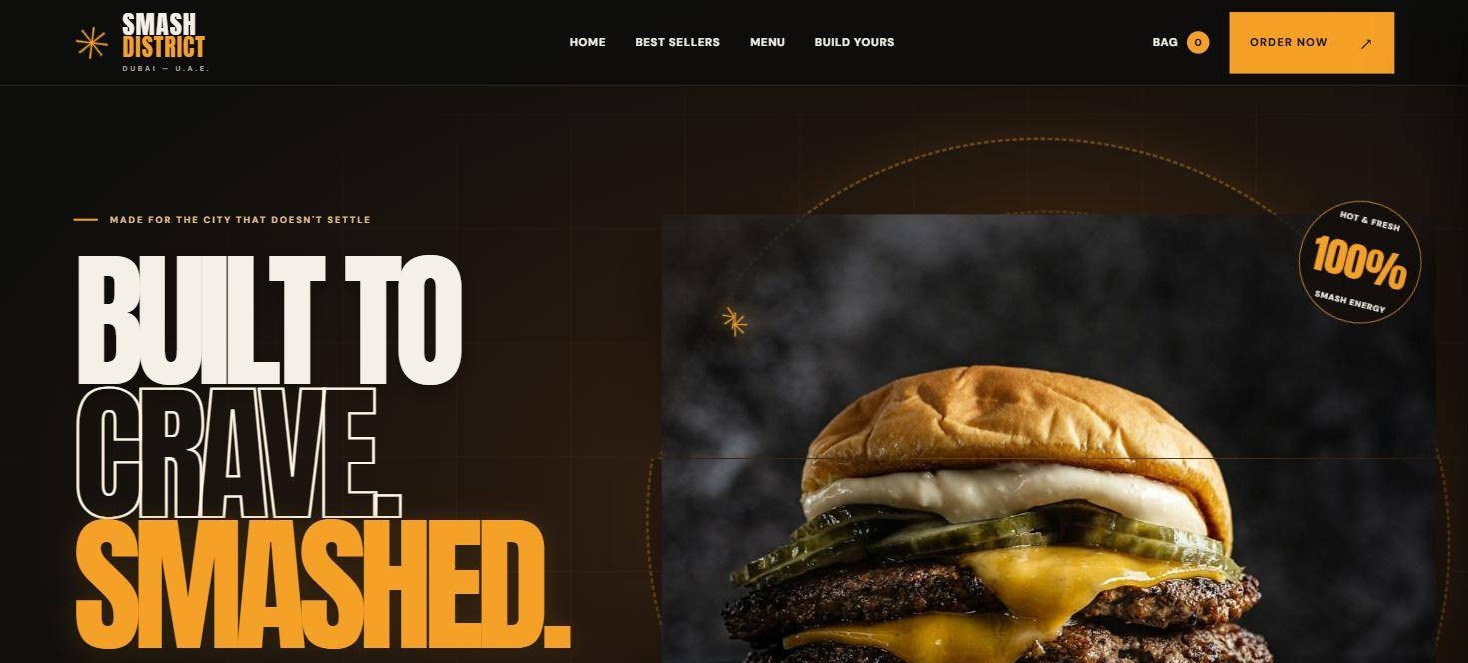 SMASH
DISTRICT
DUBAI — U.A.E.
HOME
BEST SELLERS
MENU
BUILD YOURS
BAG 0
ORDER NOW ↗
MADE FOR THE CITY THAT DOESN'T SETTLE
BUILT TO
CRAVE.
SMASHED.
HOT & FRESH
100%
SMASH ENERGY